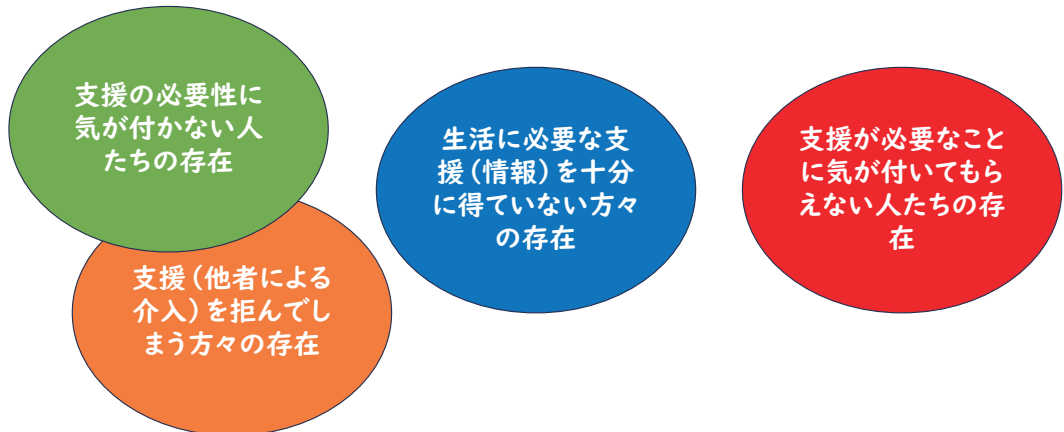 支援の必要性に
気が付かない人
たちの存在
支援（他者による
介入）を拒んでし
まう方々の存在
生活に必要な支
援（情報）を十分
に得ていない方々
の存在
支援が必要なこと
に気が付いてもら
えない人たちの存
在